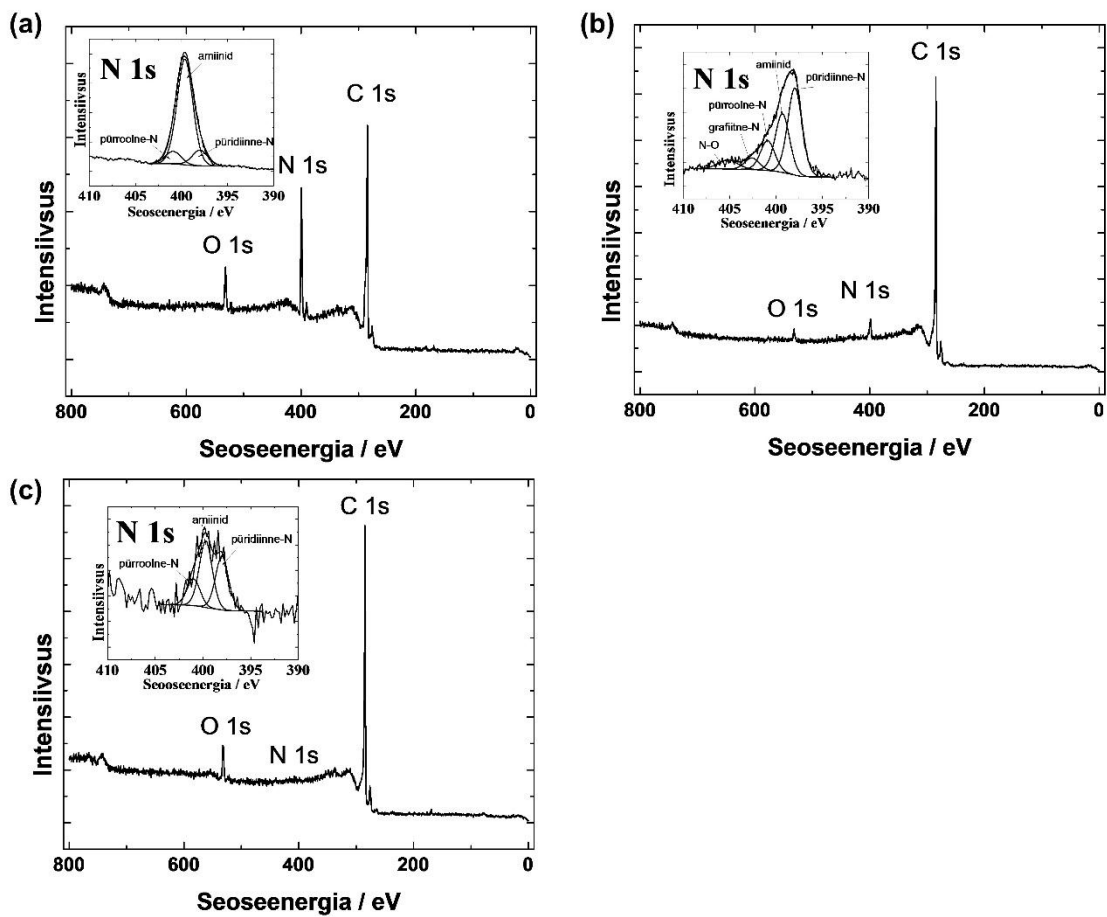 (a)
N 1s
amiinid
pürroolne-N
püridiinne-N
Intensiivsus
410 405 400 395 390
Seoseenergia / eV
C 1s
N 1s
O 1s
Intensiivsus
800 600 400 200 0
Seoseenergia / eV
(b)
N 1s
amiinid
püridiinne-N
pürroolne-N
grafiitne-N
N-O
Intensiivsus
410 405 400 395 390
Seoseenergia / eV
C 1s
O 1s
N 1s
Intensiivsus
800 600 400 200 0
Seoseenergia / eV
(c)
N 1s
amiinid
püridiinne-N
pürroolne-N
Intensiivsus
410 405 400 395 390
Seooseenergia / eV
C 1s
O 1s
N 1s
Intensiivsus
800 600 400 200 0
Seoseenergia / eV